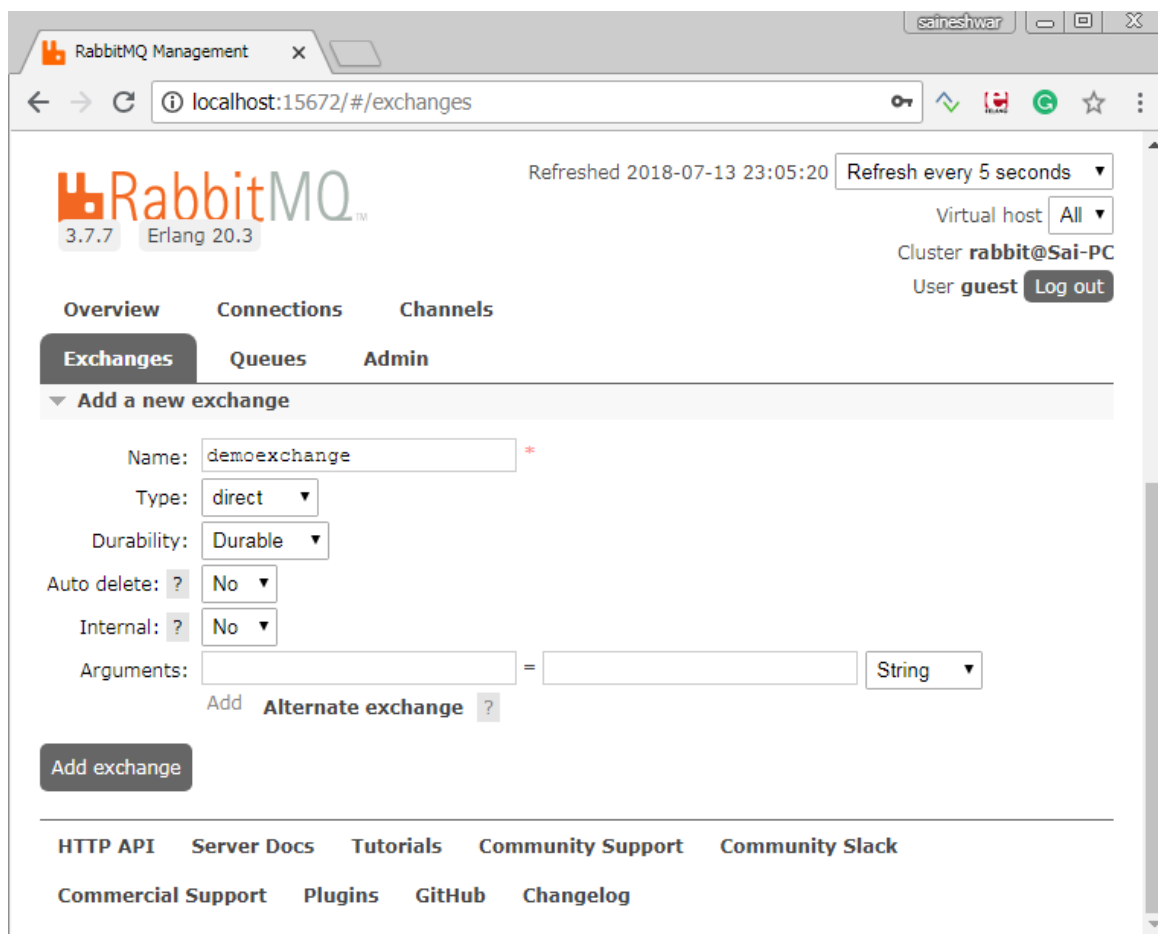 saineshwar
RabbitMQ Management
localhost:15672/#/exchanges
RabbitMQ TM
3.7.7 Erlang 20.3
Refreshed 2018-07-13 23:05:20 Refresh every 5 seconds
Virtual host All
Cluster rabbit@Sai-PC
User guest Log out
Overview Connections Channels
Exchanges Queues Admin
Add a new exchange
Name: demoexchange *
Type: direct
Durability: Durable
Auto delete: ? No
Internal: ? No
Arguments: = String
Add Alternate exchange ?
Add exchange
HTTP API Server Docs Tutorials Community Support Community Slack
Commercial Support Plugins GitHub Changelog